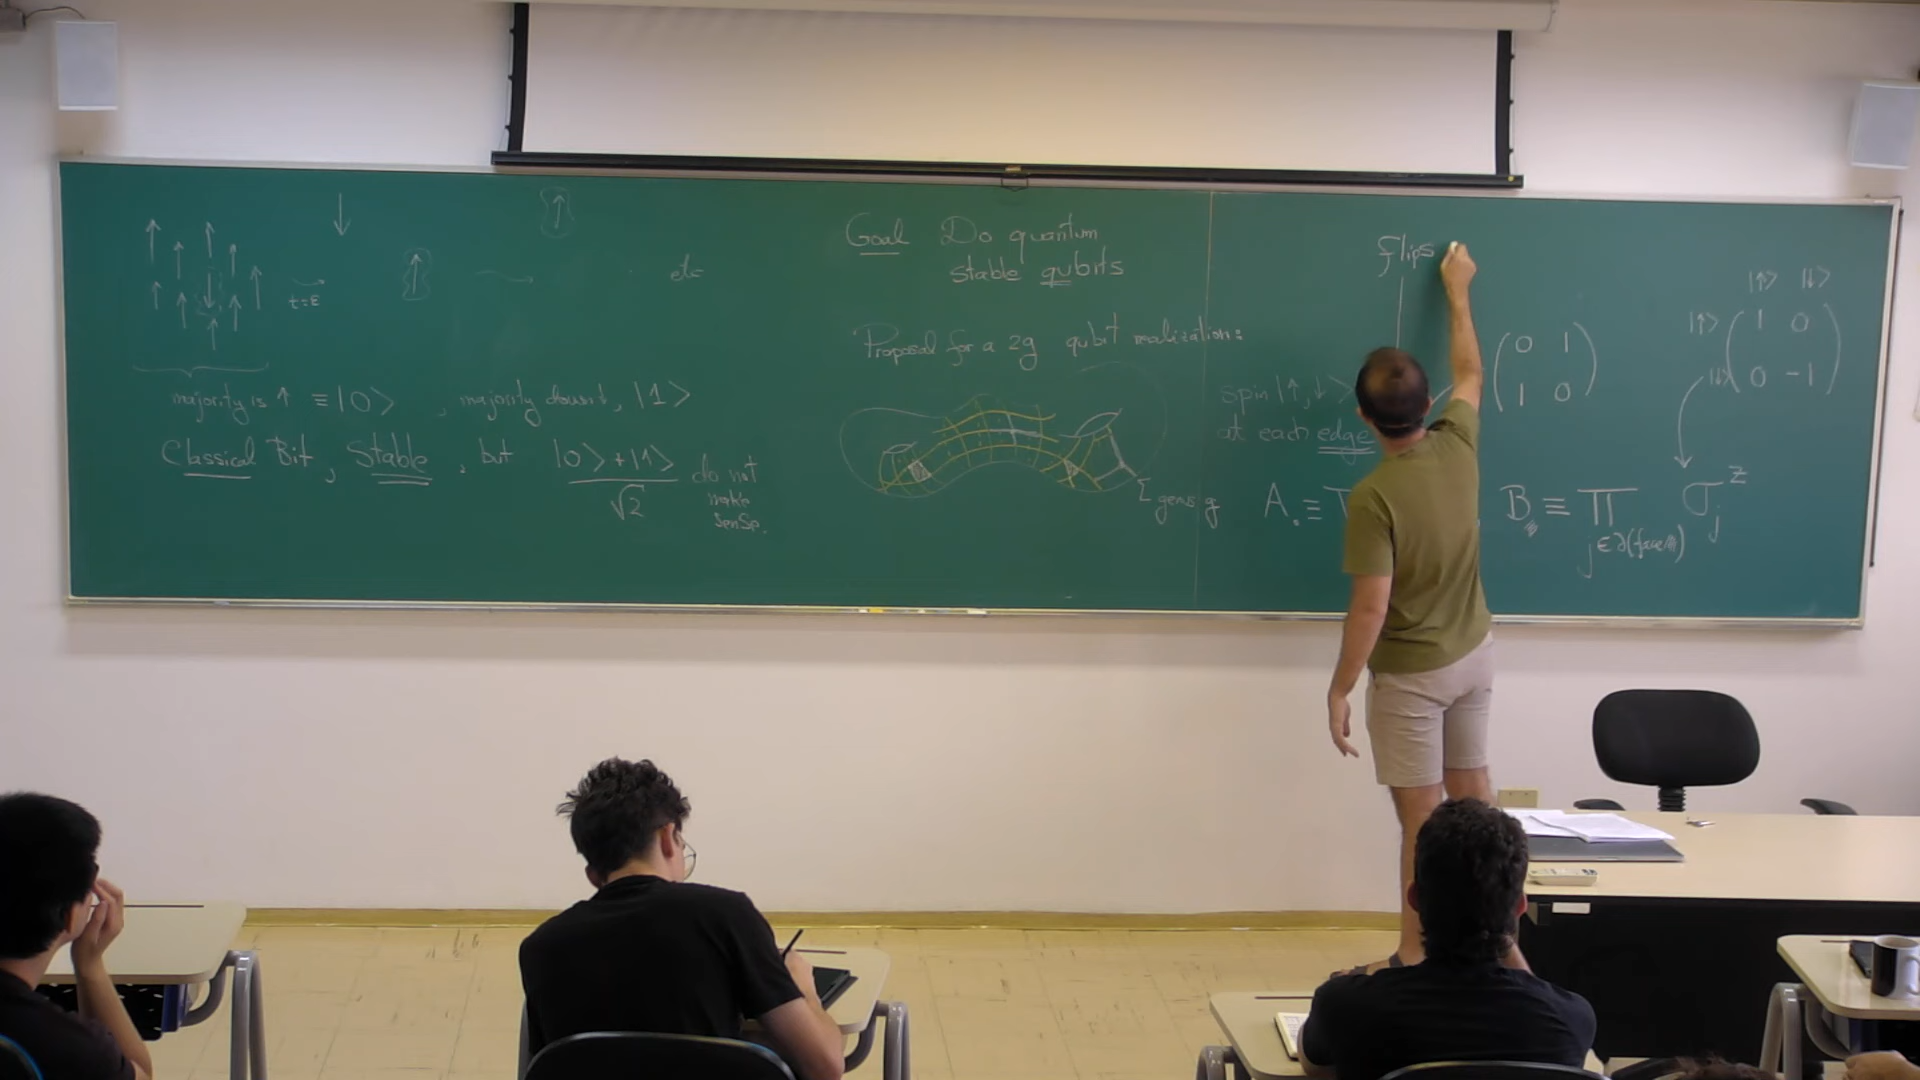 t=ε
etc
majority is ↑ ≡ |0⟩ , majority down ↓, |1⟩
Classical Bit, Stable, but |0⟩+|1⟩ / √2 do not
make
sense.
Goal Do quantum
stable qubits
Proposal for a 2g qubit realization:
Σ genus g
Flips
spin |↑,↓⟩
at each edge
(0 1
1 0)
|↑⟩ |↓⟩
|↑⟩ (1 0
|↓⟩ 0 -1)
A. ≡ B ≡ ∏ j∈∂(face) σ_j^z